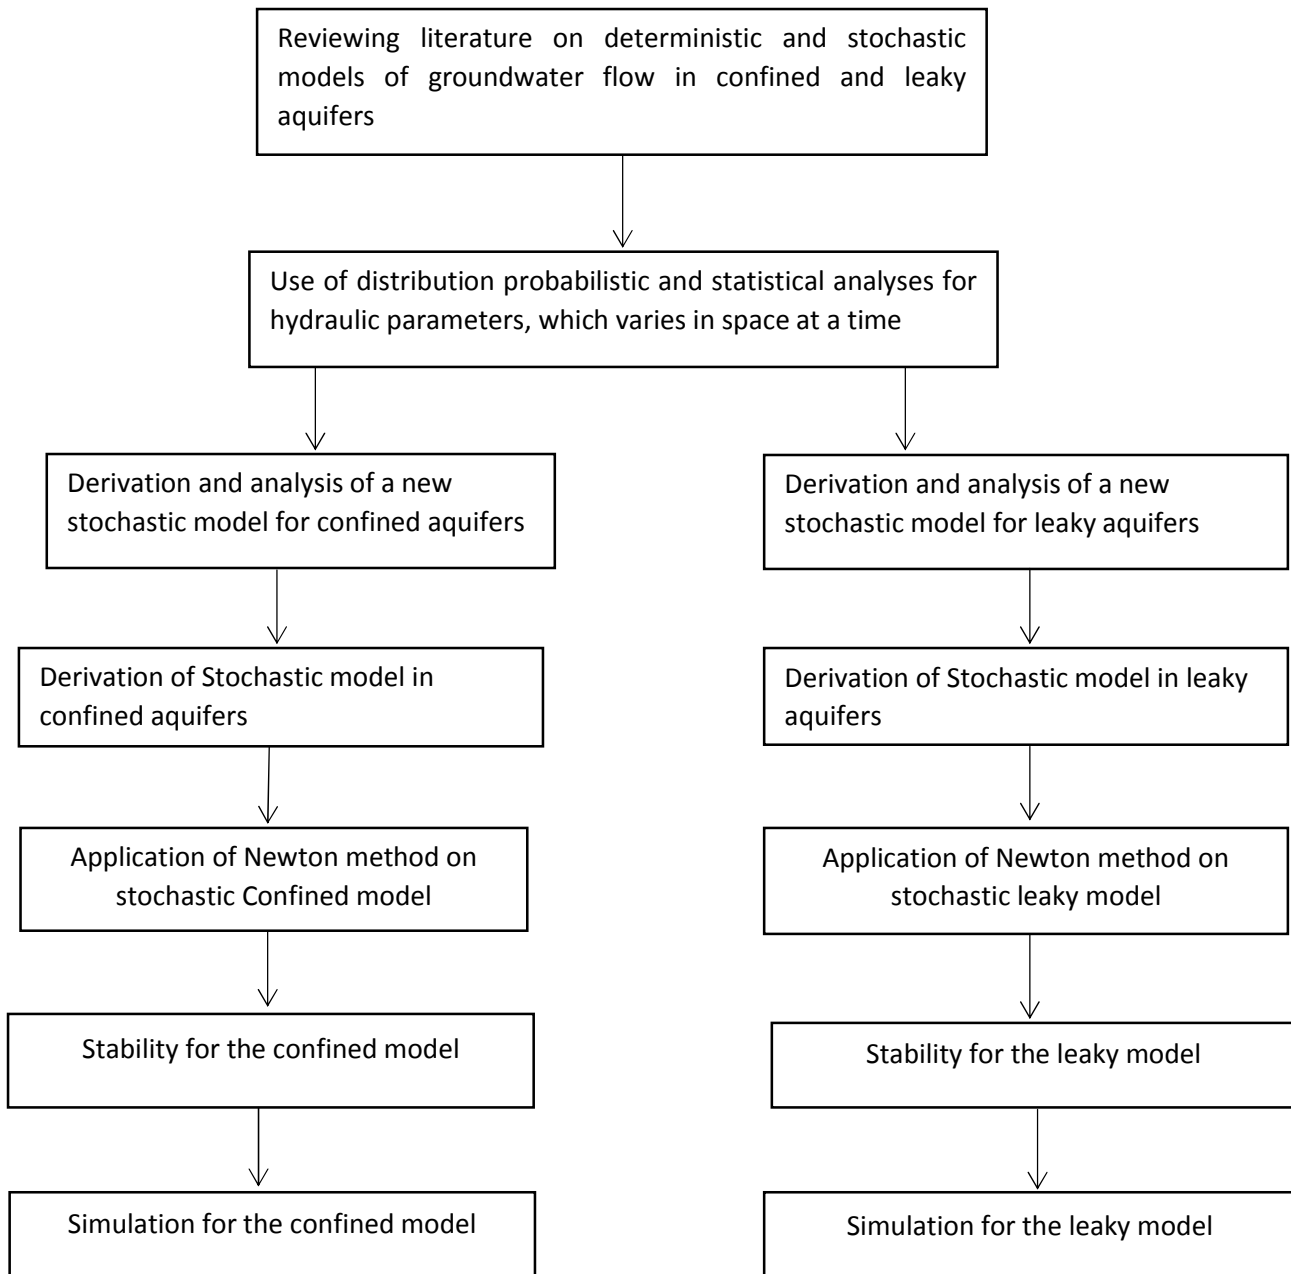 Reviewing literature on deterministic and stochastic
models of groundwater flow in confined and leaky
aquifers
Use of distribution probabilistic and statistical analyses for
hydraulic parameters, which varies in space at a time
Derivation and analysis of a new
stochastic model for confined aquifers
Derivation and analysis of a new
stochastic model for leaky aquifers
Derivation of Stochastic model in
confined aquifers
Derivation of Stochastic model in leaky
aquifers
Application of Newton method on
stochastic Confined model
Application of Newton method on
stochastic leaky model
Stability for the confined model
Stability for the leaky model
Simulation for the confined model
Simulation for the leaky model